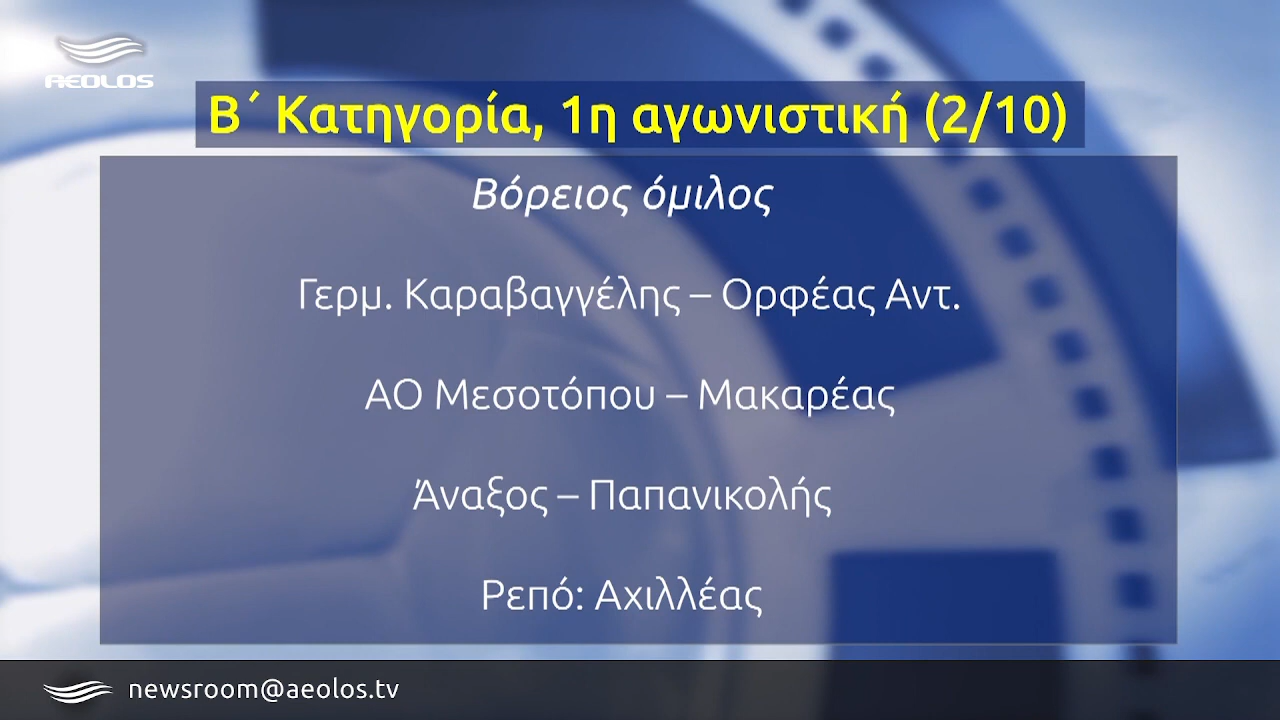 AEOLOS
Β΄ Κατηγορία, 1η αγωνιστική (2/10)
Βόρειος όμιλος
Γερμ. Καραβαγγέλης – Ορφέας Αντ.
ΑΟ Μεσοτόπου – Μακαρέας
Άναξος – Παπανικολής
Ρεπό: Αχιλλέας
newsroom@aeolos.tv